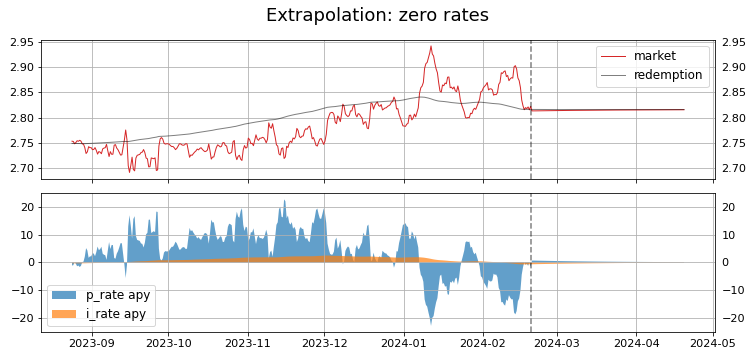 Extrapolation: zero rates
2.95 2.95
2.90 2.90
2.85 2.85
2.80 2.80
2.75 2.75
2.70 2.70
market
redemption
20 20
10 10
0 0
−10 −10
−20 −20
p_rate apy
i_rate apy
2023-09 2023-10 2023-11 2023-12 2024-01 2024-02 2024-03 2024-04 2024-05